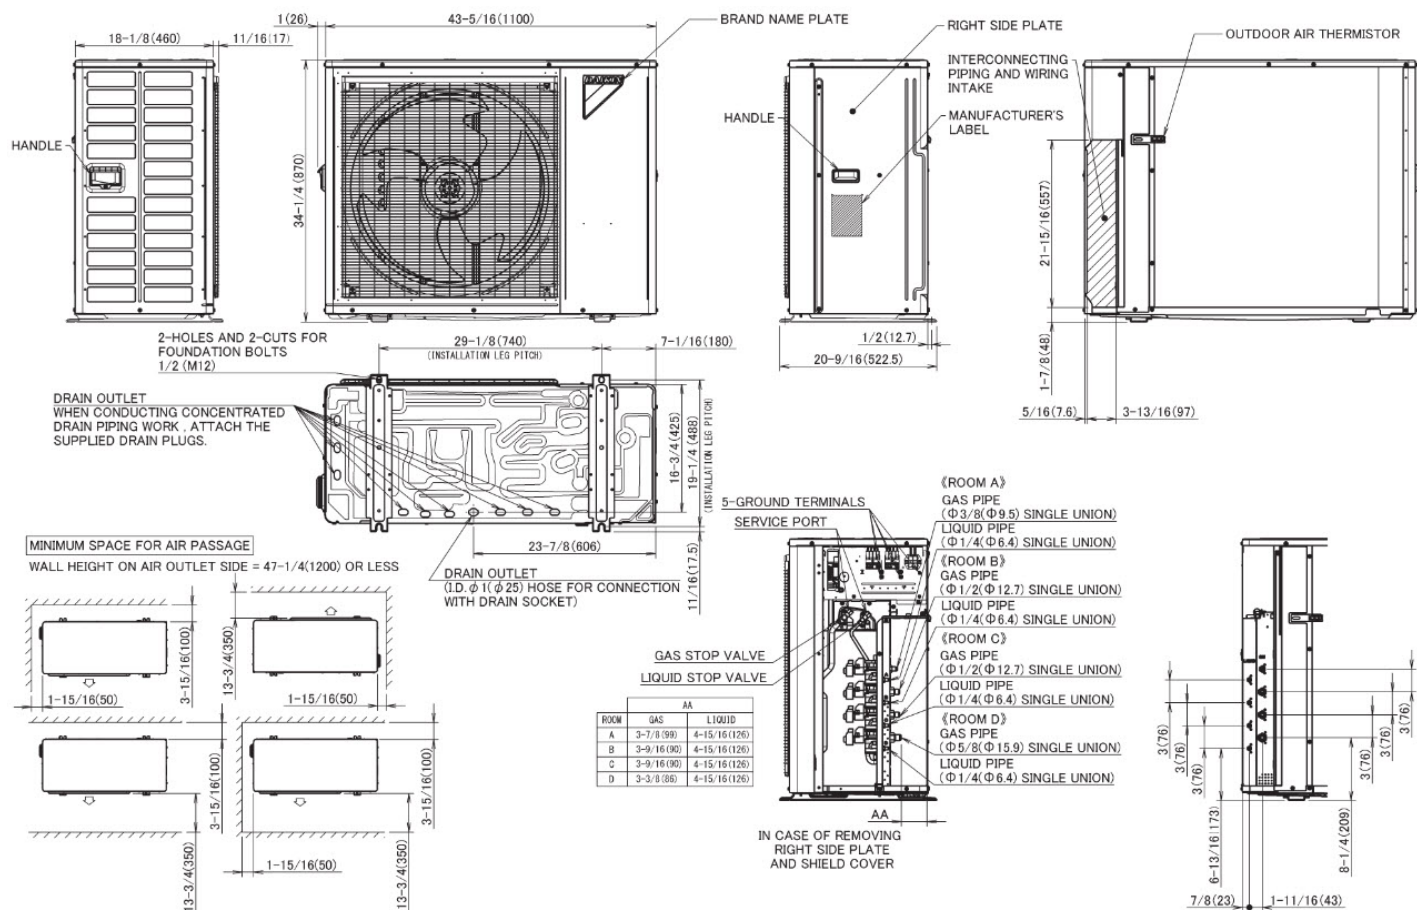 1(26)
43-5/16(1100)
BRAND NAME PLATE
18-1/8(460)
11/16(17)
HANDLE
34-1/4(870)
DAIKIN
RIGHT SIDE PLATE
INTERCONNECTING
PIPING AND WIRING
INTAKE
HANDLE
MANUFACTURER'S
LABEL
OUTDOOR AIR THERMISTOR
21-15/16(557)
1-7/8(48)
1/2(12.7)
20-9/16(522.5)
5/16(7.6)
3-13/16(97)
2-HOLES AND 2-CUTS FOR
FOUNDATION BOLTS
1/2 (M12)
29-1/8(740)
(INSTALLATION LEG PITCH)
7-1/16(180)
DRAIN OUTLET
WHEN CONDUCTING CONCENTRATED
DRAIN PIPING WORK , ATTACH THE
SUPPLIED DRAIN PLUGS.
16-3/4(425)
19-1/4(488)
(INSTALLATION LEG PITCH)
23-7/8(606)
11/16(17.5)
DRAIN OUTLET
(I.D. φ1(φ25) HOSE FOR CONNECTION
WITH DRAIN SOCKET)
MINIMUM SPACE FOR AIR PASSAGE
WALL HEIGHT ON AIR OUTLET SIDE = 47-1/4(1200) OR LESS
3-15/16(100)
1-15/16(50)
13-3/4(350)
1-15/16(50)
3-15/16(100)
13-3/4(350)
3-15/16(100)
1-15/16(50)
13-3/4(350)
5-GROUND TERMINALS
SERVICE PORT
GAS STOP VALVE
LIQUID STOP VALVE
《ROOM A》
GAS PIPE
(Φ3/8(Φ9.5) SINGLE UNION)
LIQUID PIPE
(Φ1/4(Φ6.4) SINGLE UNION)
《ROOM B》
GAS PIPE
(Φ1/2(Φ12.7) SINGLE UNION)
LIQUID PIPE
(Φ1/4(Φ6.4) SINGLE UNION)
《ROOM C》
GAS PIPE
(Φ1/2(Φ12.7) SINGLE UNION)
LIQUID PIPE
(Φ1/4(Φ6.4) SINGLE UNION)
《ROOM D》
GAS PIPE
(Φ5/8(Φ15.9) SINGLE UNION)
LIQUID PIPE
(Φ1/4(Φ6.4) SINGLE UNION)
AA
ROOM GAS LIQUID
A 3-7/8(99) 4-15/16(126)
B 3-9/16(90) 4-15/16(126)
C 3-9/16(90) 4-15/16(126)
D 3-3/8(86) 4-15/16(126)
AA
IN CASE OF REMOVING
RIGHT SIDE PLATE
AND SHIELD COVER
3(76)
3(76)
3(76)
3(76)
3(76)
3(76)
6-13/16(173)
8-1/4(209)
7/8(23)
1-11/16(43)